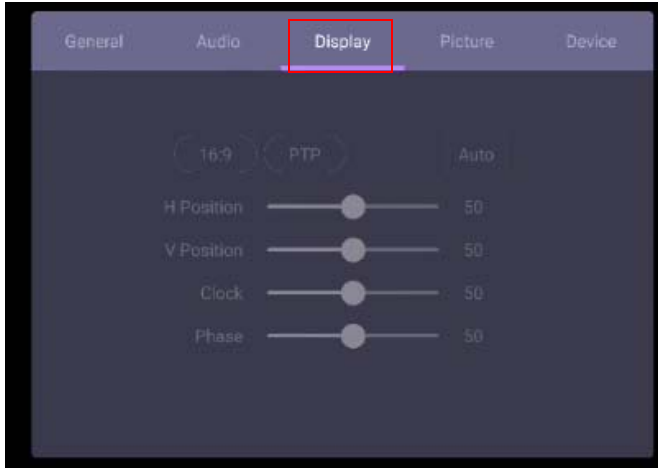 General Audio Display Picture Device
16:9 PTP Auto
H Position 50
V Position 50
Clock 50
Phase 50